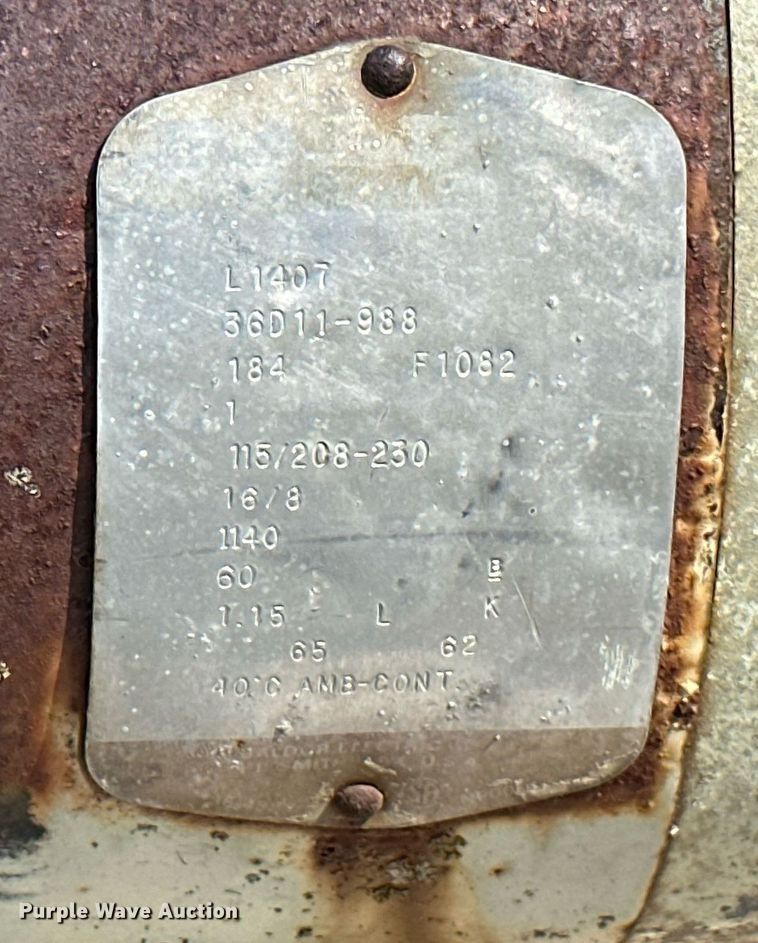 L1407
36D11-988
184 F1082
1
115/208-230
16/8
1140
60 B
1.15 L K
65 62
40°C AMB-CONT.
Purple Wave Auction